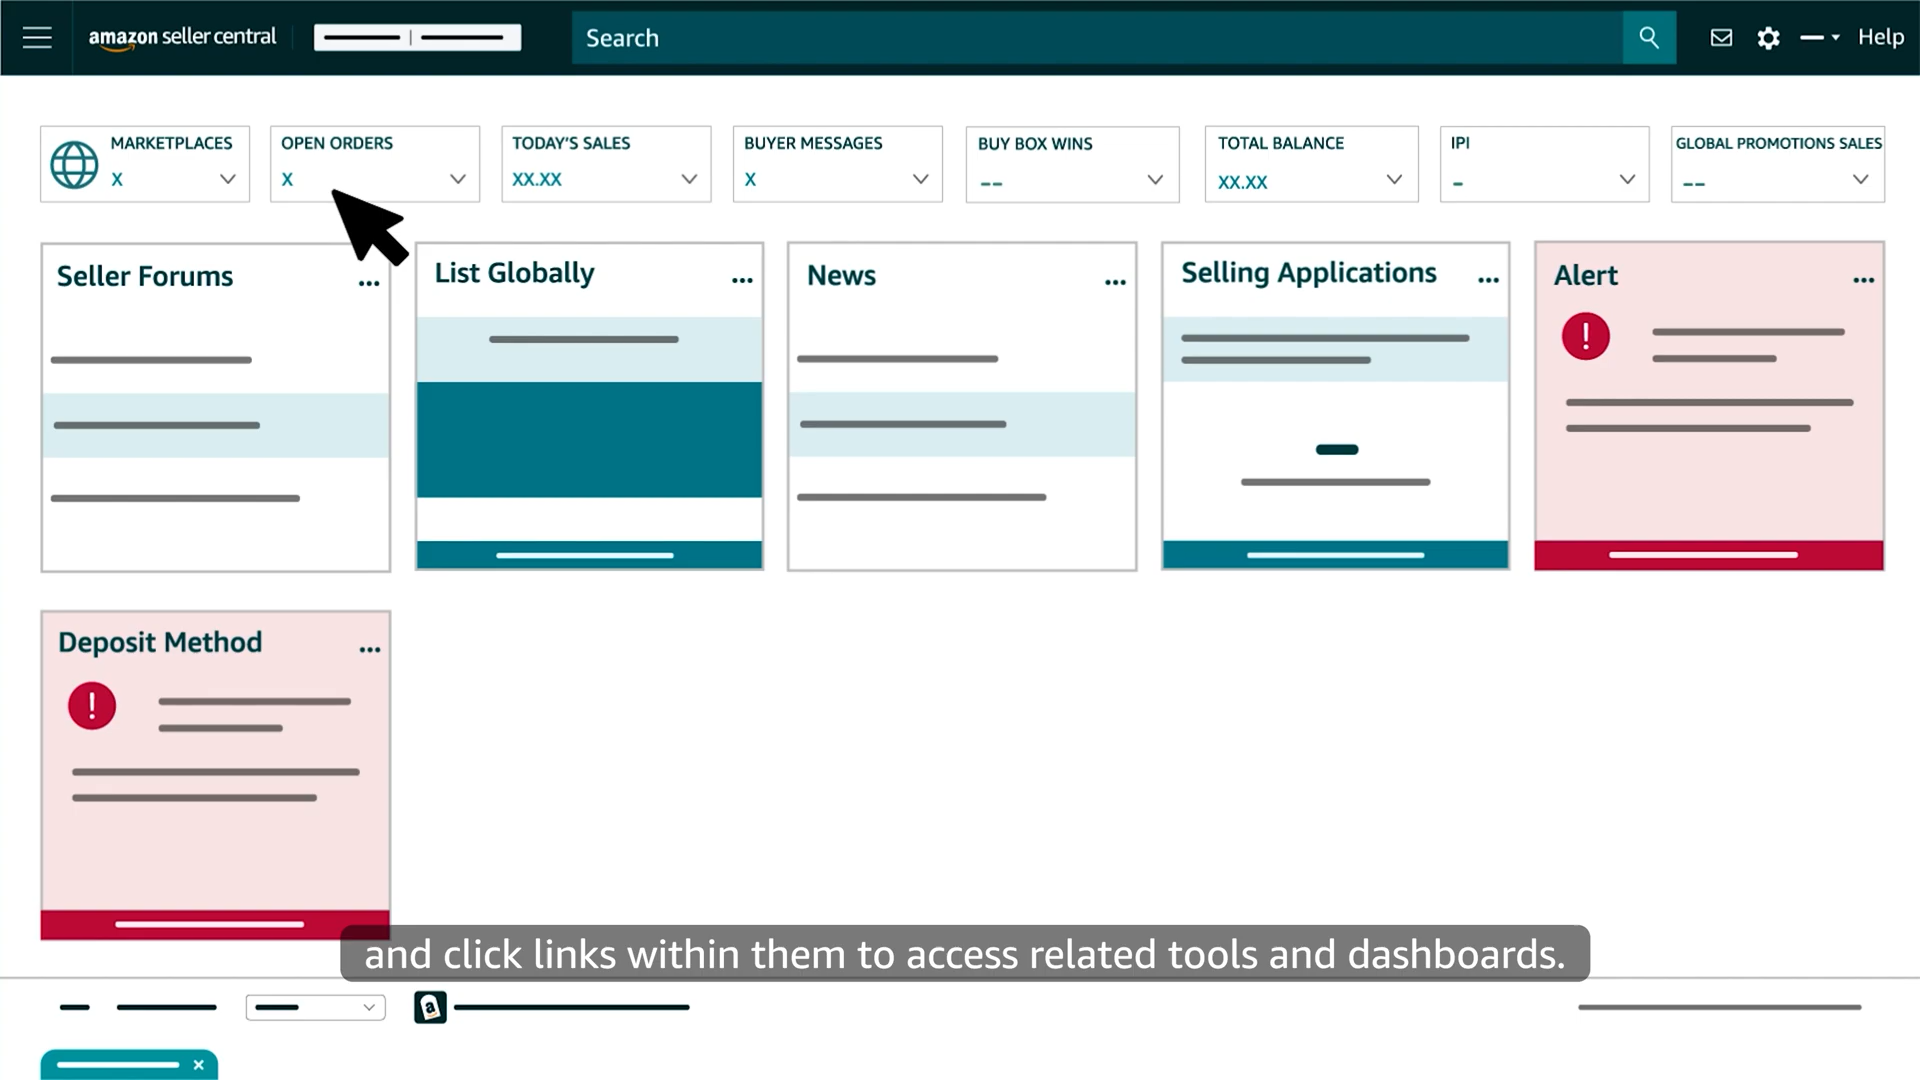 amazon seller central
Search
Help
MARKETPLACES
X
OPEN ORDERS
X
TODAY'S SALES
XX.XX
BUYER MESSAGES
X
BUY BOX WINS
--
TOTAL BALANCE
XX.XX
IPI
-
GLOBAL PROMOTIONS SALES
--
Seller Forums
List Globally
News
Selling Applications
Alert
Deposit Method
and click links within them to access related tools and dashboards.